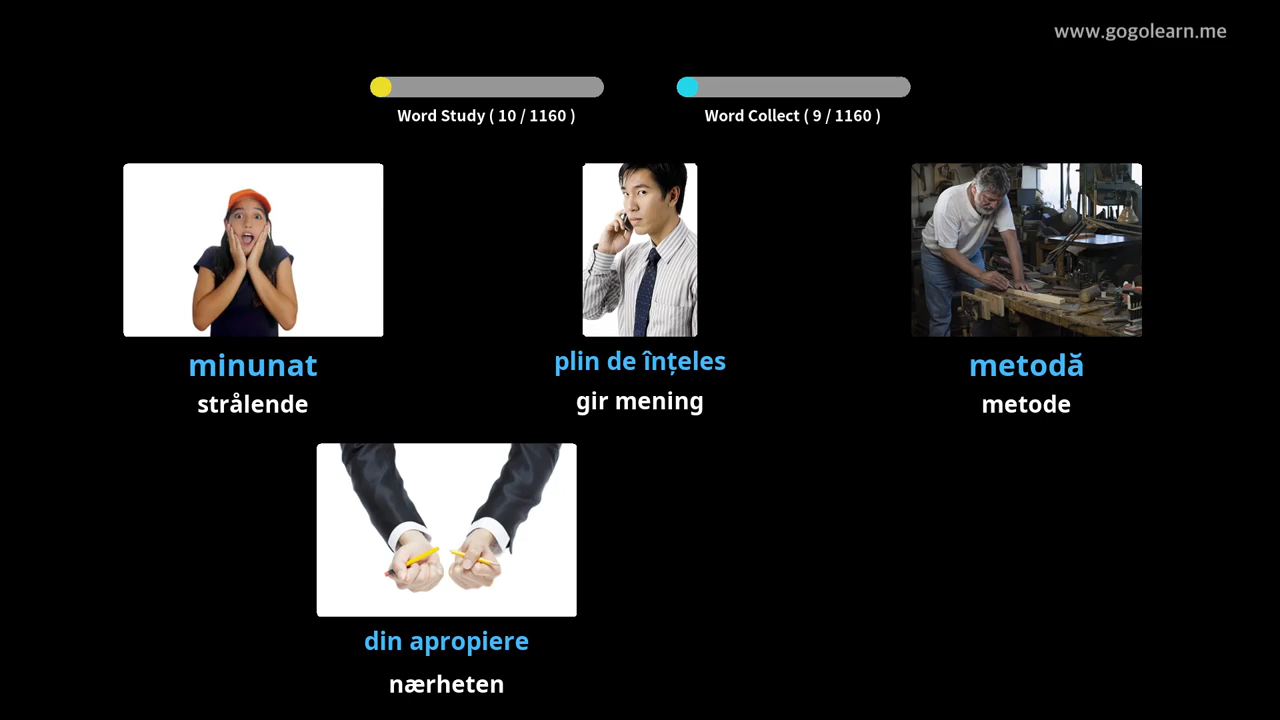 www.gogolearn.me
Word Study ( 10 / 1160 )
Word Collect ( 9 / 1160 )
minunat
strålende
plin de înțeles
gir mening
metodă
metode
din apropiere
nærheten